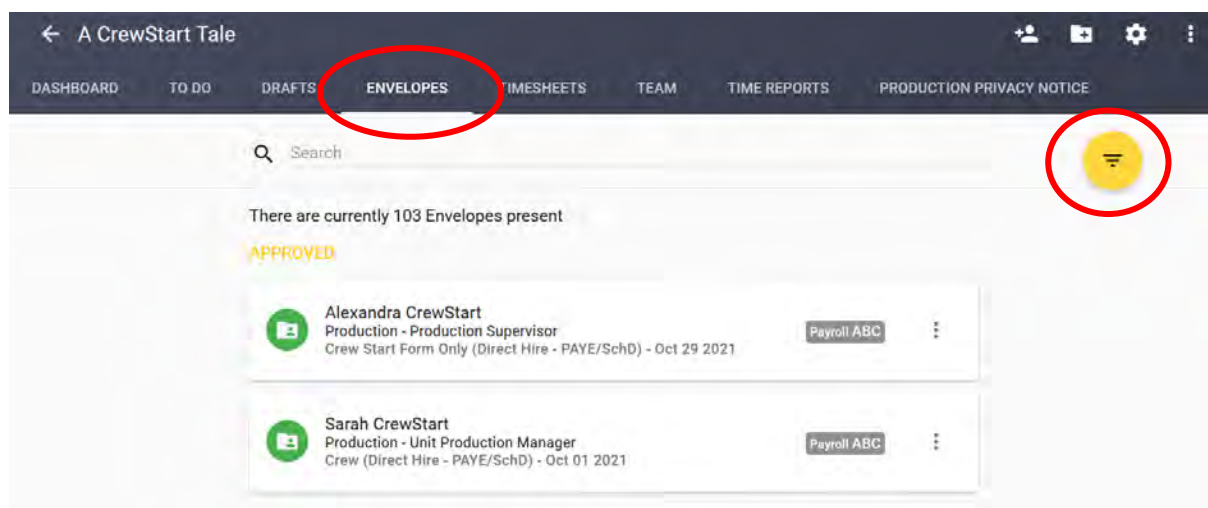 A CrewStart Tale
DASHBOARD TO DO DRAFTS ENVELOPES TIMESHEETS TEAM TIME REPORTS PRODUCTION PRIVACY NOTICE
Search
There are currently 103 Envelopes present
APPROVED
Alexandra CrewStart
Production - Production Supervisor
Crew Start Form Only (Direct Hire - PAYE/SchD) - Oct 29 2021
Payroll ABC
Sarah CrewStart
Production - Unit Production Manager
Crew (Direct Hire - PAYE/SchD) - Oct 01 2021
Payroll ABC